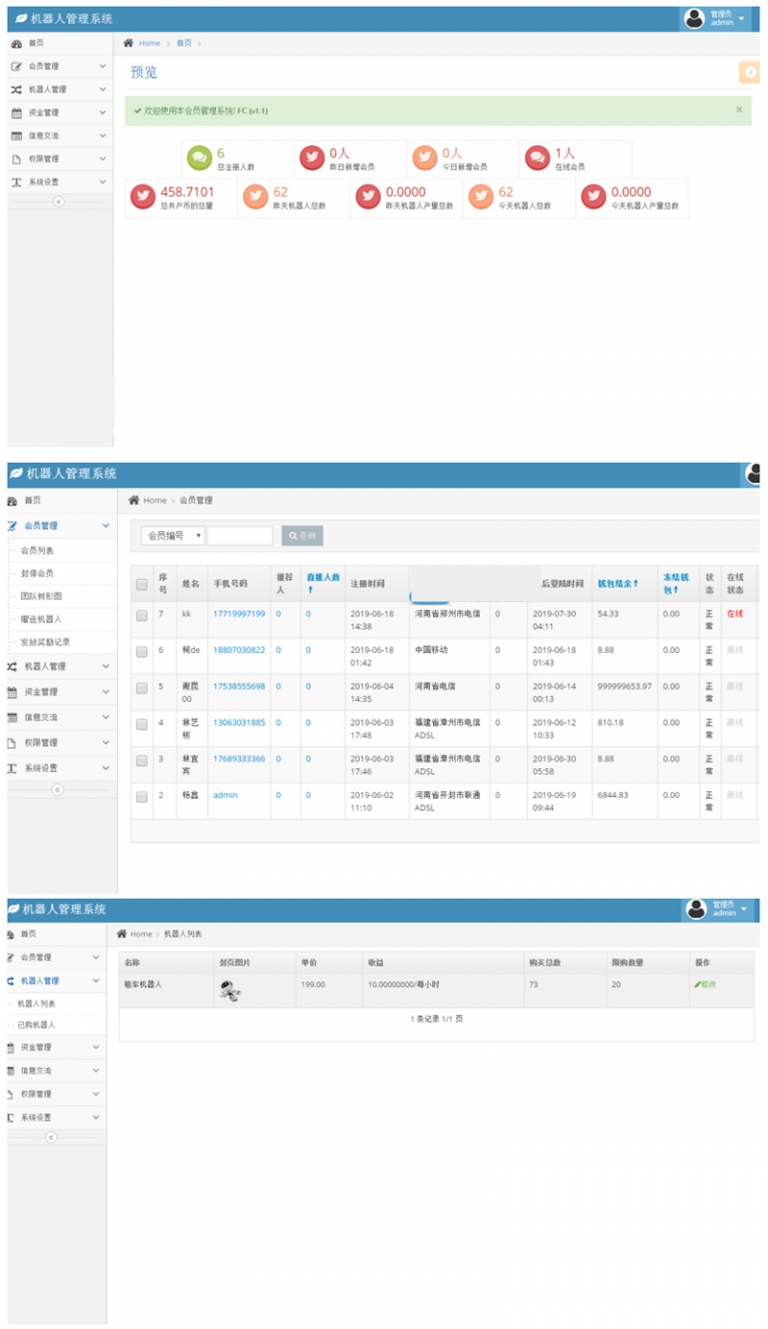 机器人管理系统
管理员
admin
首页
Home > 首页 >
会员管理
预览
机器人管理
资金管理
欢迎使用本会员管理系统! FC (v1.1) ×
信息交流
权限管理
系统设置
6 0人 0人 1人
总注册人数 昨日新增会员 今日新增会员 在线会员
458.7101 62 0.0000 62 0.0000
总共产币的总量 昨天机器人总数 昨天机器人产量总数 今天机器人总数 今天机器人产量总数
机器人管理系统
首页
Home > 会员管理
会员管理
会员编号 查询
会员列表
封停会员
团队树形图
赠送机器人
发放奖励记录
机器人管理
资金管理
信息交流
权限管理
系统设置
序号 姓名 手机号码 推荐人 直推人数↑ 注册时间 后登陆时间 钱包结余↑ 冻结钱包↑ 状态 在线状态
7 kk 17719997199 0 0 2019-06-18 14:38 河南省郑州市电信 0 2019-07-30 04:11 54.33 0.00 正常 在线
6 柯de 18807030822 0 0 2019-06-18 01:42 中国移动 0 2019-06-18 01:43 8.88 0.00 正常 离线
5 谢昆00 17538555698 0 0 2019-06-04 14:35 河南省电信 0 2019-06-14 00:13 999999653.97 0.00 正常 离线
4 林艺彬 13063031885 0 0 2019-06-03 17:48 福建省漳州市电信ADSL 0 2019-06-12 10:33 810.18 0.00 正常 离线
3 林宜宾 17689333366 0 0 2019-06-03 17:46 福建省漳州市电信ADSL 0 2019-06-30 05:58 8.88 0.00 正常 离线
2 杨鑫 admin 0 0 2019-06-02 11:10 河南省开封市联通ADSL 0 2019-06-19 09:44 6844.83 0.00 正常 离线
机器人管理系统
管理员
admin
首页
Home > 机器人列表
会员管理
机器人管理
机器人列表
已购机器人
资金管理
信息交流
权限管理
系统设置
名称 封页图片 单价 收益 购买总数 限购数量 操作
租车机器人 199.00 10.00000000/每小时 73 20 修改
1 条记录 1/1 页